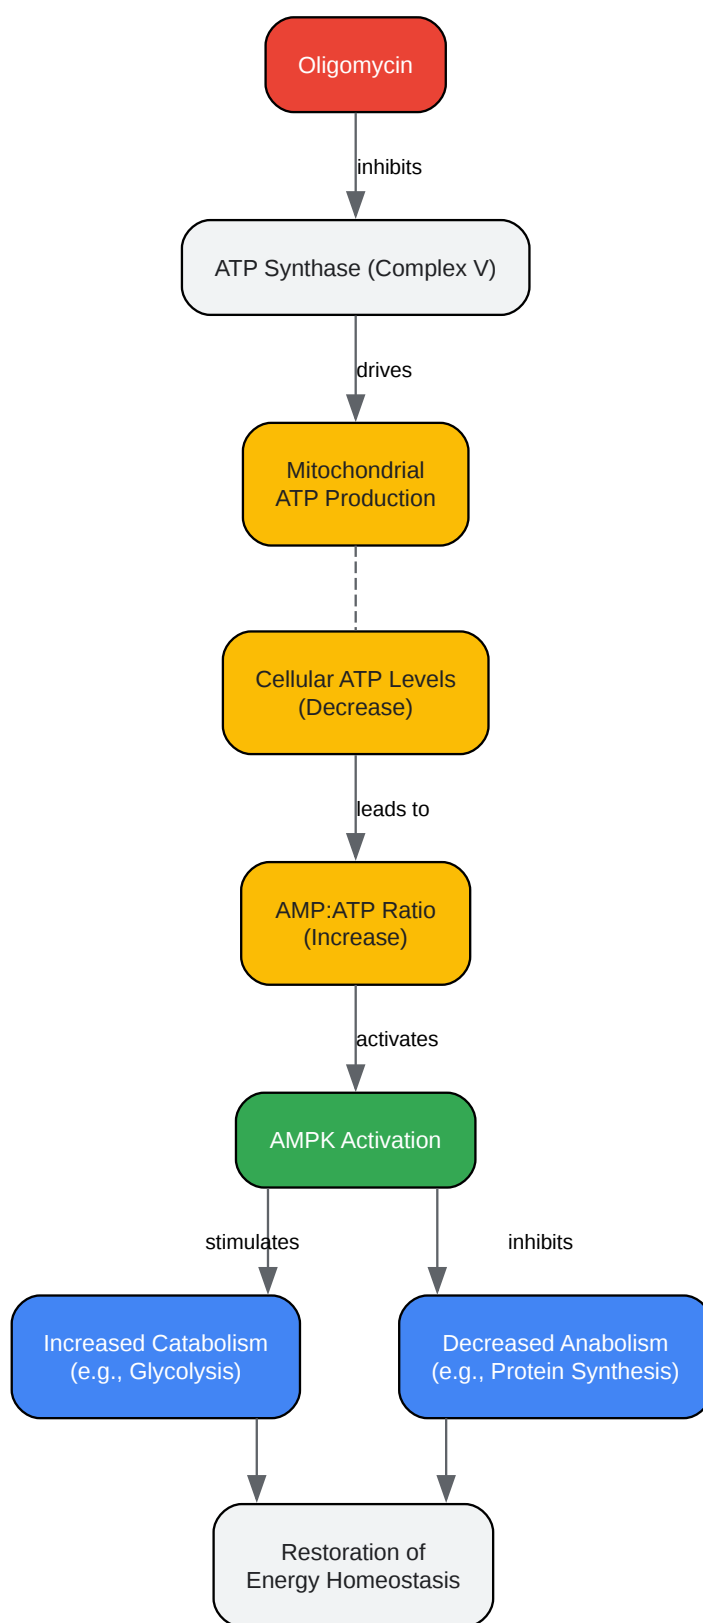 Oligomycin
inhibits
ATP Synthase (Complex V)
drives
Mitochondrial
ATP Production
Cellular ATP Levels
(Decrease)
leads to
AMP:ATP Ratio
(Increase)
activates
AMPK Activation
stimulates
inhibits
Increased Catabolism
(e.g., Glycolysis)
Decreased Anabolism
(e.g., Protein Synthesis)
Restoration of
Energy Homeostasis